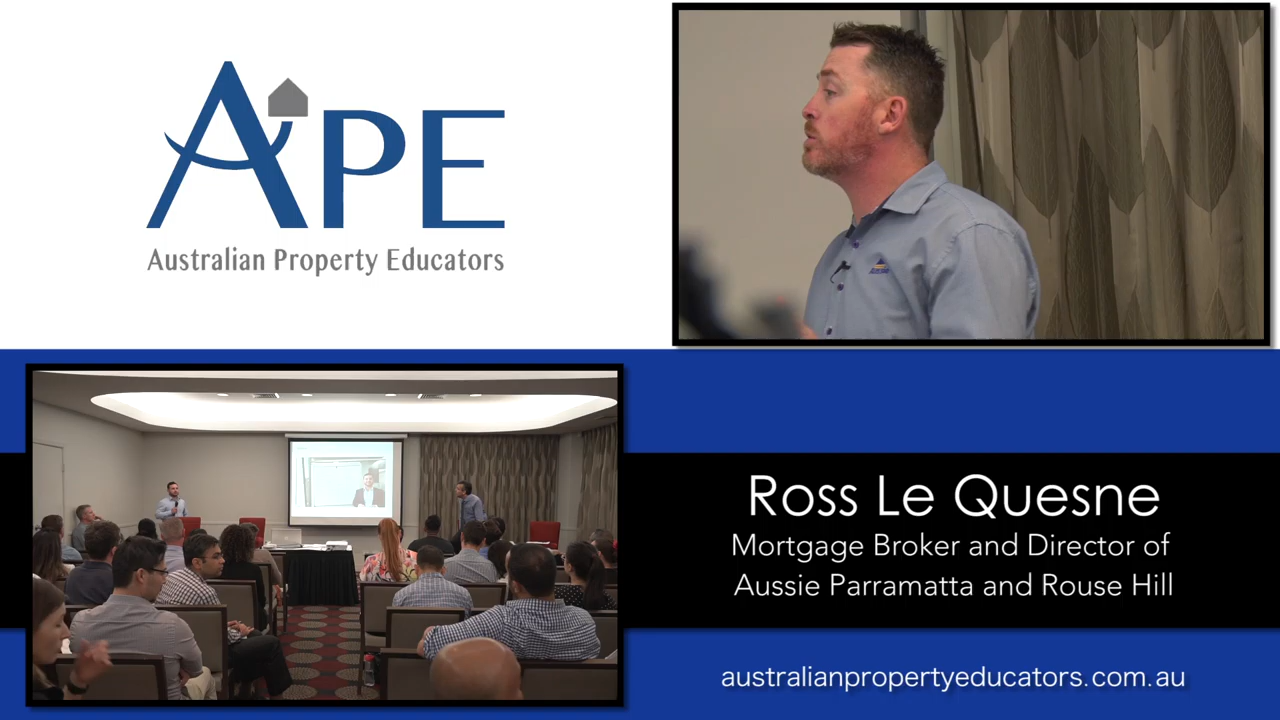 APE
Australian Property Educators
Ross Le Quesne
Mortgage Broker and Director of
Aussie Parramatta and Rouse Hill
australianpropertyeducators.com.au